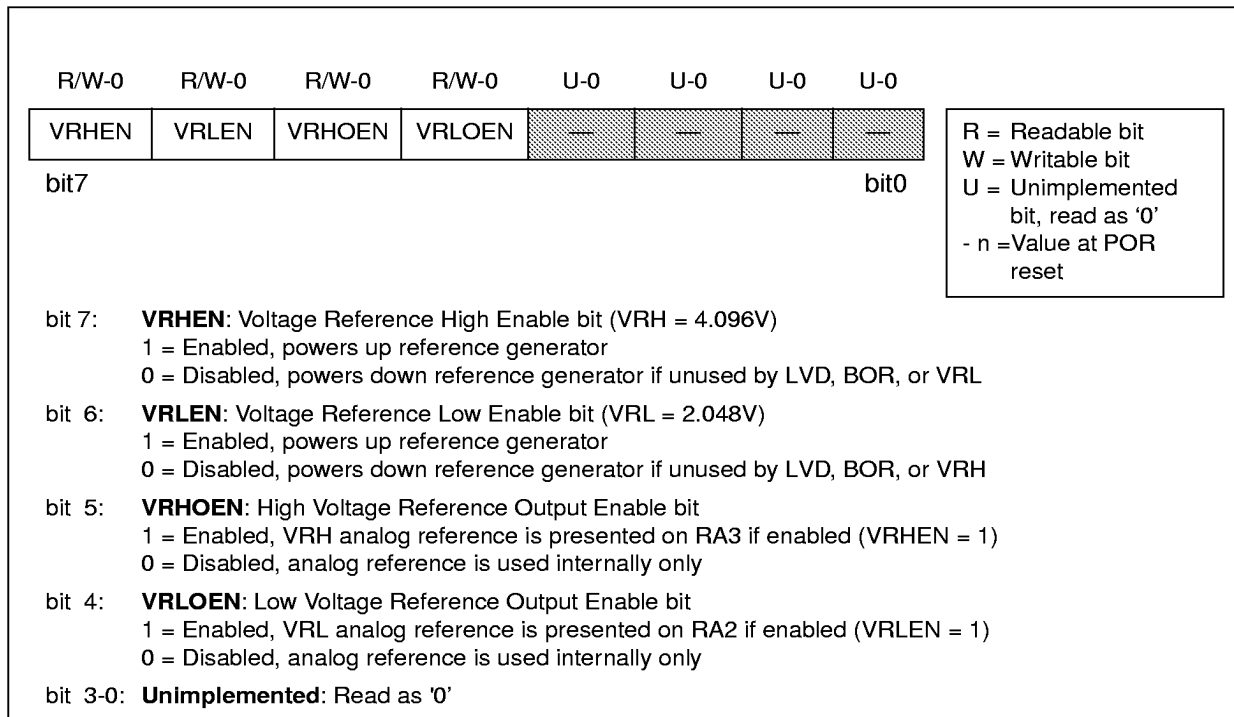 R/W-0 R/W-0 R/W-0 R/W-0 U-0 U-0 U-0 U-0
VRHEN VRLEN VRHOEN VRLOEN — — — —
bit7 bit0
R = Readable bit
W = Writable bit
U = Unimplemented
bit, read as ‘0’
- n =Value at POR
reset
bit 7: VRHEN: Voltage Reference High Enable bit (VRH = 4.096V)
1 = Enabled, powers up reference generator
0 = Disabled, powers down reference generator if unused by LVD, BOR, or VRL
bit 6: VRLEN: Voltage Reference Low Enable bit (VRL = 2.048V)
1 = Enabled, powers up reference generator
0 = Disabled, powers down reference generator if unused by LVD, BOR, or VRH
bit 5: VRHOEN: High Voltage Reference Output Enable bit
1 = Enabled, VRH analog reference is presented on RA3 if enabled (VRHEN = 1)
0 = Disabled, analog reference is used internally only
bit 4: VRLOEN: Low Voltage Reference Output Enable bit
1 = Enabled, VRL analog reference is presented on RA2 if enabled (VRLEN = 1)
0 = Disabled, analog reference is used internally only
bit 3-0: Unimplemented: Read as '0’